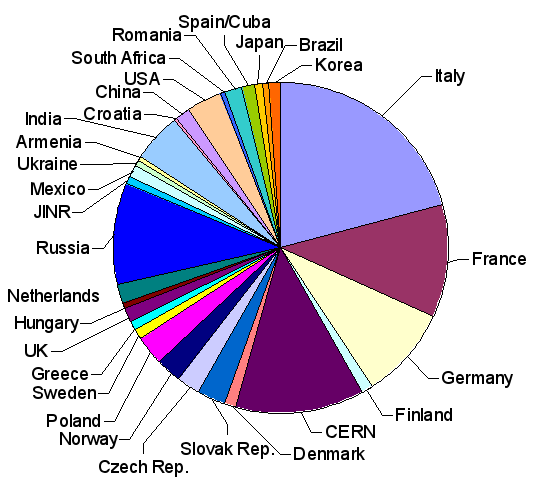 Spain/Cuba
Romania
Japan
Brazil
South Africa
Korea
USA
Italy
China
Croatia
India
Armenia
Ukraine
Mexico
JINR
Russia
France
Netherlands
Hungary
UK
Greece
Germany
Sweden
Finland
Poland
CERN
Norway
Slovak Rep.
Denmark
Czech Rep.